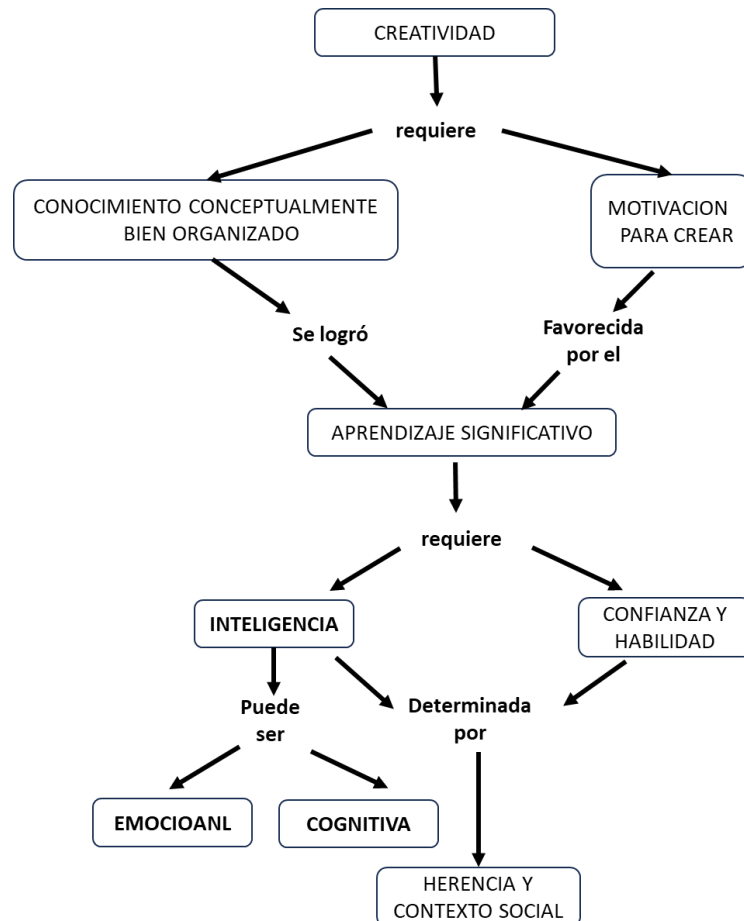 CREATIVIDAD
requiere
CONOCIMIENTO CONCEPTUALMENTE
BIEN ORGANIZADO
MOTIVACION
PARA CREAR
Se logró
Favorecida
por el
APRENDIZAJE SIGNIFICATIVO
requiere
INTELIGENCIA
CONFIANZA Y
HABILIDAD
Puede
ser
Determinada
por
EMOCIOANL
COGNITIVA
HERENCIA Y
CONTEXTO SOCIAL